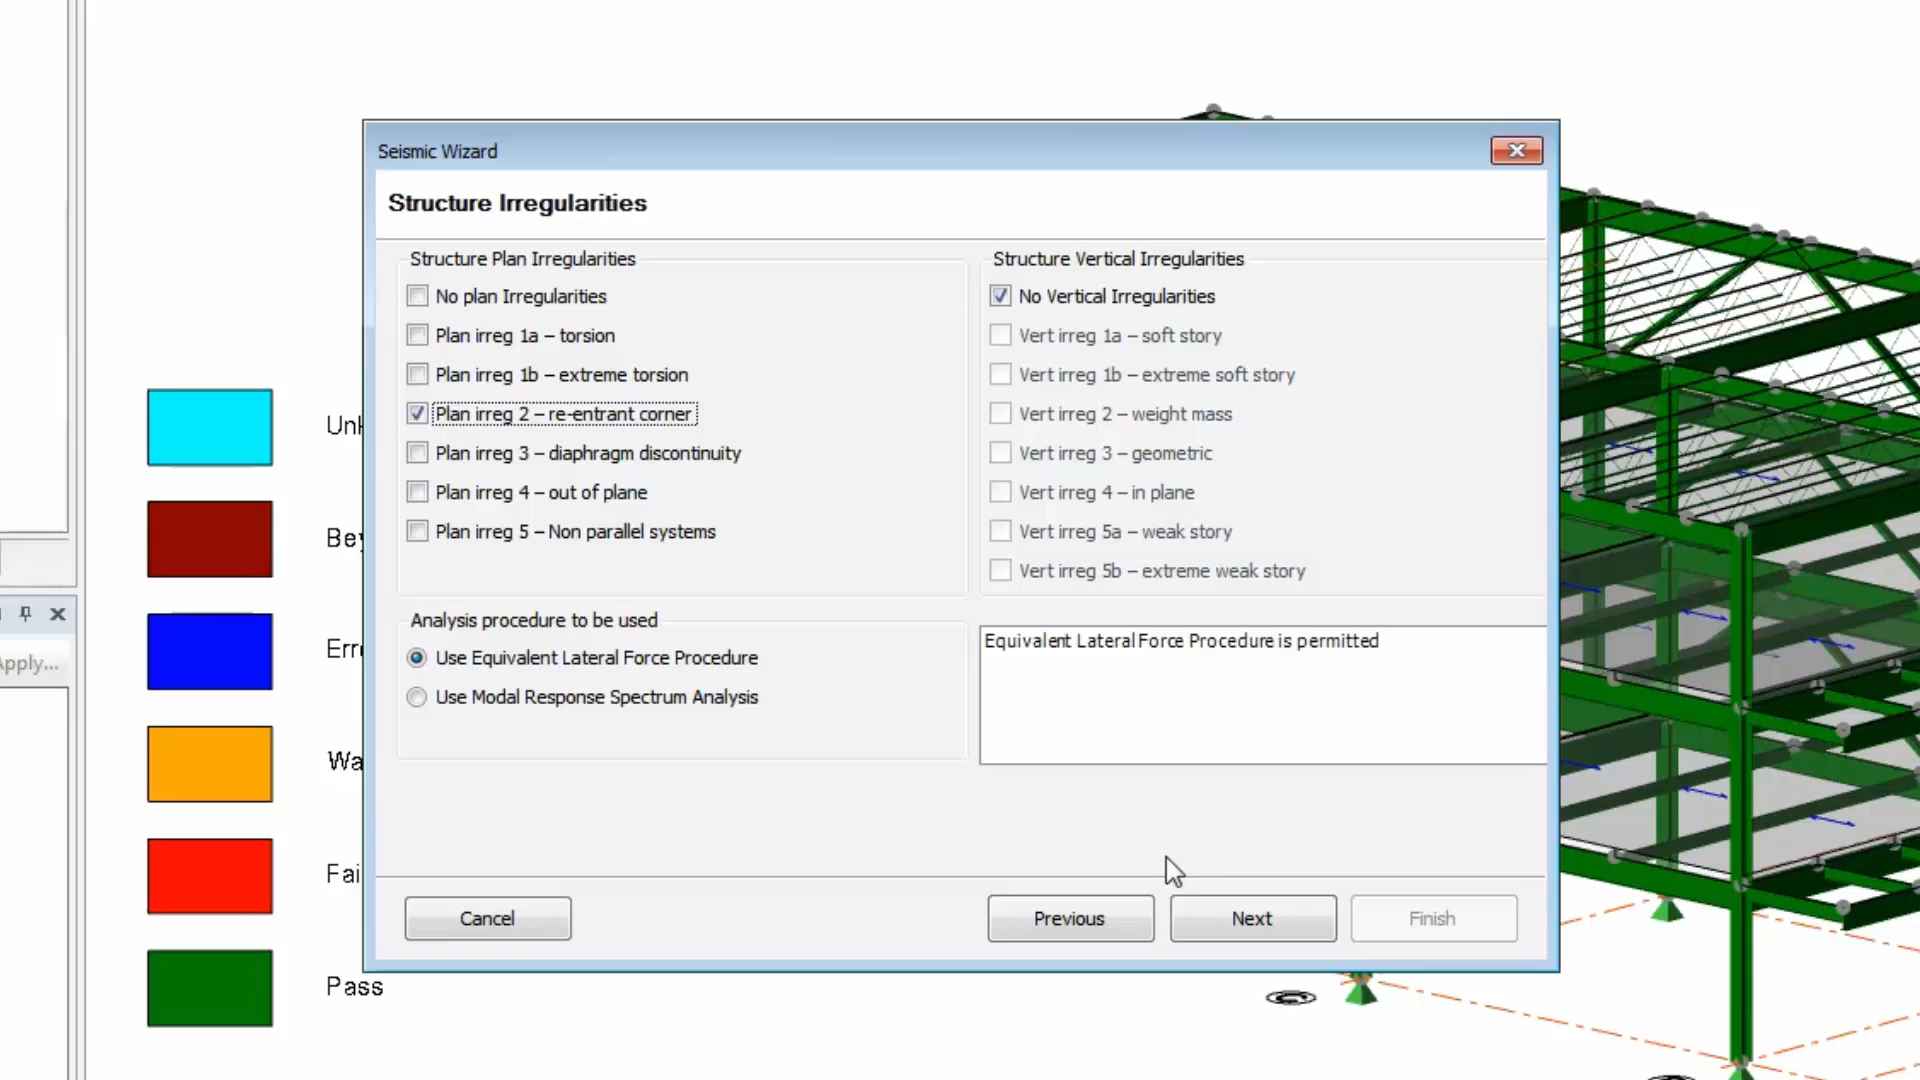 Seismic Wizard
Structure Irregularities
Structure Plan Irregularities
No plan Irregularities
Plan irreg 1a – torsion
Plan irreg 1b – extreme torsion
Plan irreg 2 – re-entrant corner
Plan irreg 3 – diaphragm discontinuity
Plan irreg 4 – out of plane
Plan irreg 5 – Non parallel systems
Structure Vertical Irregularities
No Vertical Irregularities
Vert irreg 1a – soft story
Vert irreg 1b – extreme soft story
Vert irreg 2 – weight mass
Vert irreg 3 – geometric
Vert irreg 4 – in plane
Vert irreg 5a – weak story
Vert irreg 5b – extreme weak story
Analysis procedure to be used
Use Equivalent Lateral Force Procedure
Use Modal Response Spectrum Analysis
Equivalent Lateral Force Procedure is permitted
Cancel
Previous
Next
Finish
Apply...
Pass